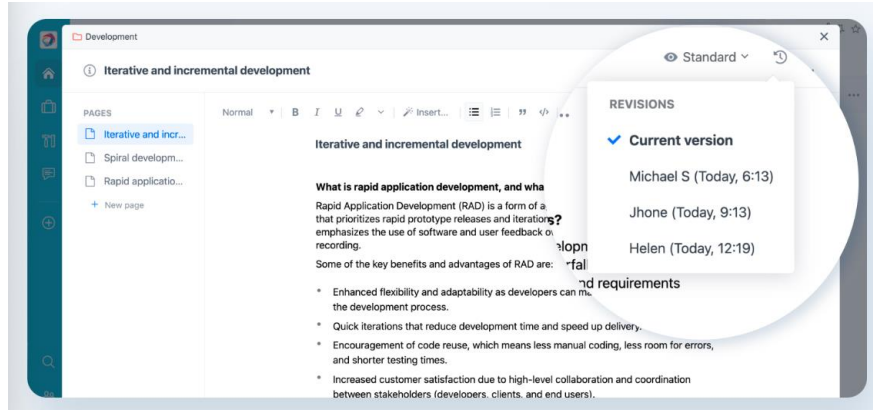 Development
Iterative and incremental development
Standard
PAGES
Iterative and incr...
Spiral developm...
Rapid applicatio...
+ New page
Normal B I U Insert...
REVISIONS
Current version
Michael S (Today, 6:13)
Jhone (Today, 9:13)
Helen (Today, 12:19)
Iterative and incremental development
What is rapid application development, and wha
s?
Rapid Application Development (RAD) is a form of a
that prioritizes rapid prototype releases and iterations
emphasizes the use of software and user feedback o
recording.
elopm
rfall
nd requirements
Some of the key benefits and advantages of RAD are:
* Enhanced flexibility and adaptability as developers can ma
the development process.
* Quick iterations that reduce development time and speed up delivery.
* Encouragement of code reuse, which means less manual coding, less room for errors,
and shorter testing times.
* Increased customer satisfaction due to high-level collaboration and coordination
between stakeholders (developers, clients, and end users).